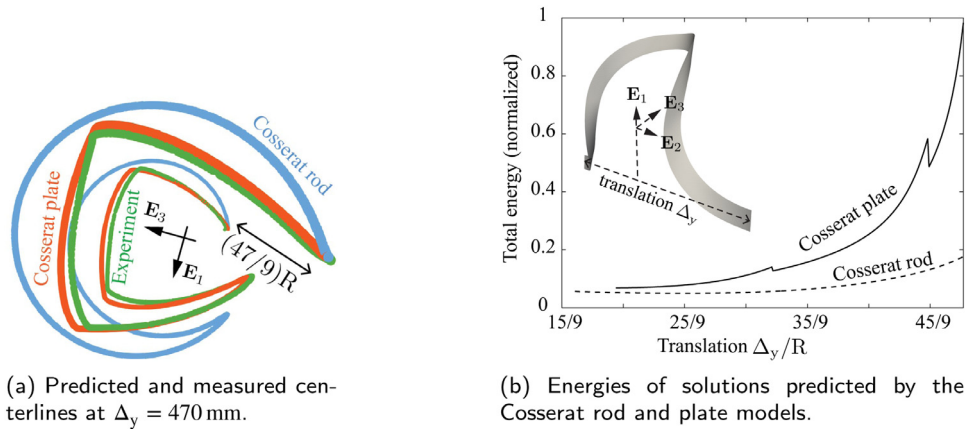 Cosserat rod
Cosserat plate
Experiment
E₃
E₁
(47/9)R
(a) Predicted and measured cen-
terlines at Δy = 470 mm.
Total energy (normalized)
1
0.8
0.6
0.4
0.2
0
E₁
E₃
E₂
translation Δy
Cosserat plate
Cosserat rod
15/9 25/9 35/9 45/9
Translation Δy/R
(b) Energies of solutions predicted by the
Cosserat rod and plate models.